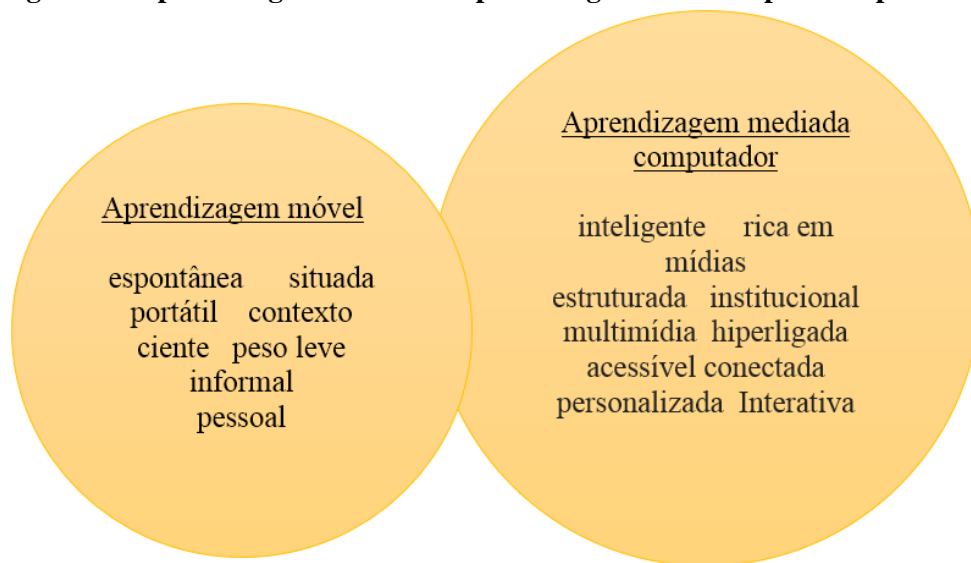 Aprendizagem móvel
espontânea situada
portátil contexto
ciente peso leve
informal
pessoal
Aprendizagem mediada
computador
inteligente rica em
mídias
estruturada institucional
multimídia hiperligada
acessível conectada
personalizada Interativa